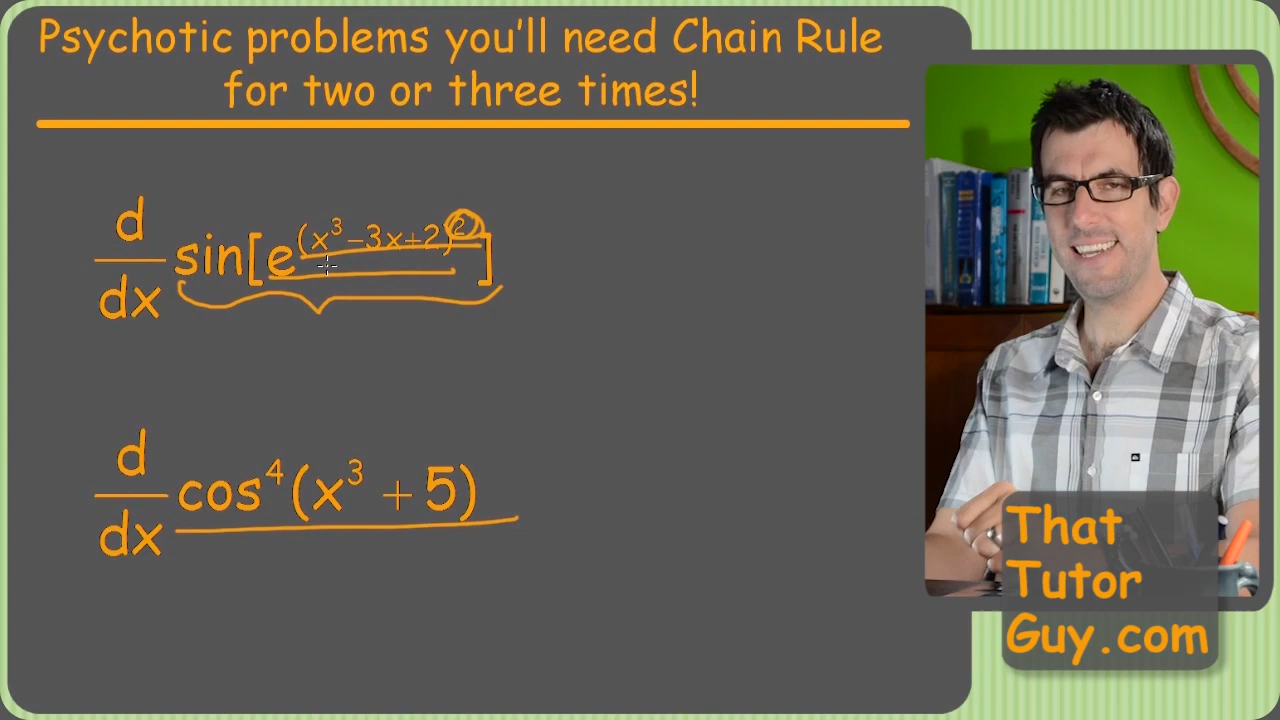 Psychotic problems you'll need Chain Rule
for two or three times!
d/dx sin[e^(x³−3x+2)²]
d/dx cos⁴(x³ + 5)
That
Tutor
Guy.com